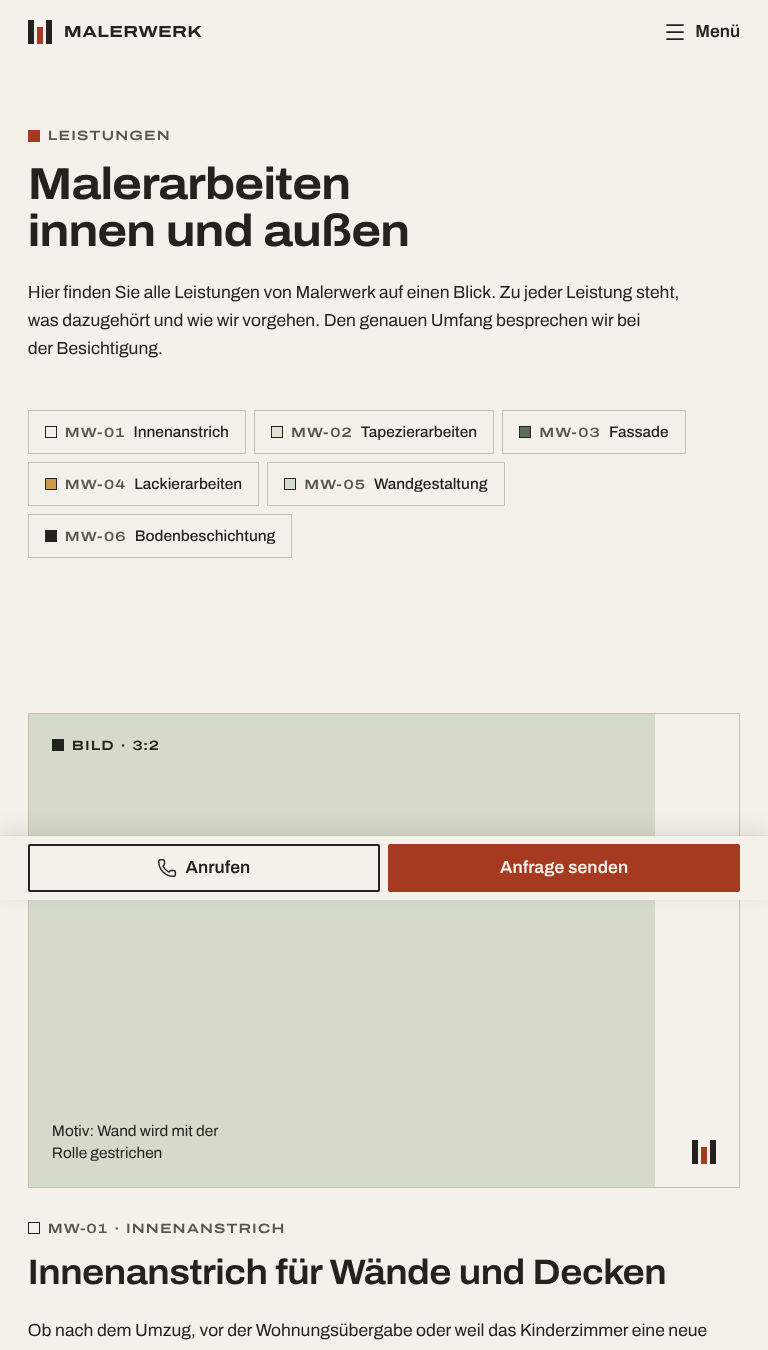 MALERWERK
Menü
LEISTUNGEN
Malerarbeiten
innen und außen
Hier finden Sie alle Leistungen von Malerwerk auf einen Blick. Zu jeder Leistung steht,
was dazugehört und wie wir vorgehen. Den genauen Umfang besprechen wir bei
der Besichtigung.
MW-01 Innenanstrich
MW-02 Tapezierarbeiten
MW-03 Fassade
MW-04 Lackierarbeiten
MW-05 Wandgestaltung
MW-06 Bodenbeschichtung
BILD · 3:2
Anrufen
Anfrage senden
Motiv: Wand wird mit der
Rolle gestrichen
MW-01 · INNENANSTRICH
Innenanstrich für Wände und Decken
Ob nach dem Umzug, vor der Wohnungsübergabe oder weil das Kinderzimmer eine neue